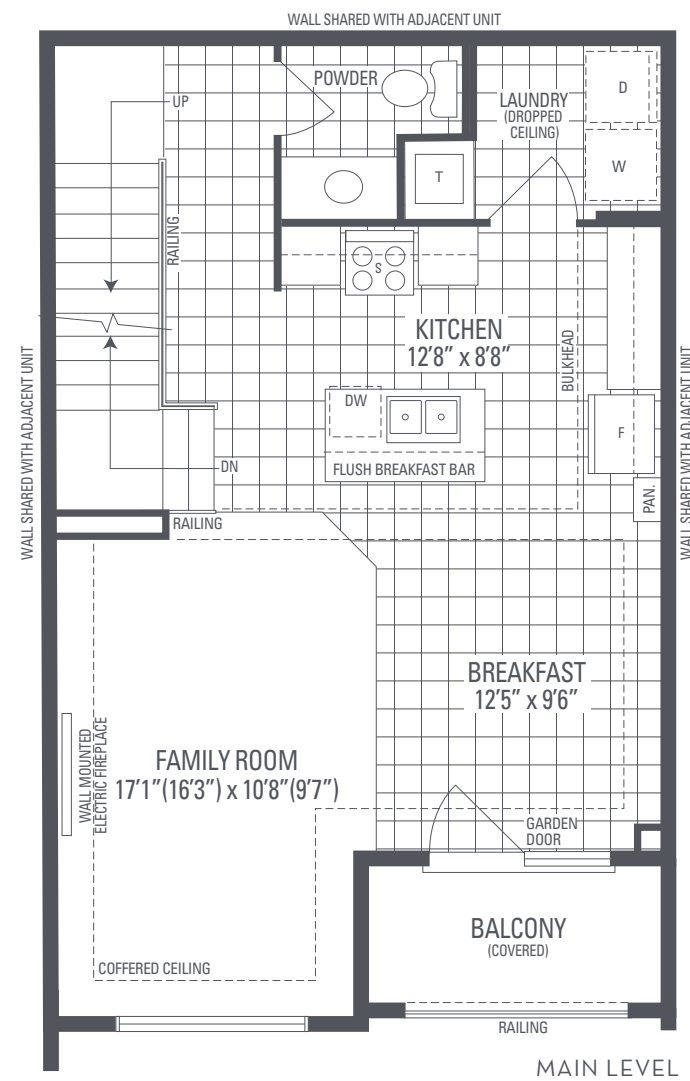 WALL SHARED WITH ADJACENT UNIT
POWDER
UP
LAUNDRY
(DROPPED
CEILING)
D
W
T
RAILING
S
KITCHEN
12'8" x 8'8"
BULKHEAD
WALL SHARED WITH ADJACENT UNIT
WALL SHARED WITH ADJACENT UNIT
DW
F
FLUSH BREAKFAST BAR
DN
PAN.
RAILING
BREAKFAST
12'5" x 9'6"
WALL MOUNTED
ELECTRIC FIREPLACE
FAMILY ROOM
17'1"(16'3") x 10'8"(9'7")
GARDEN
DOOR
BALCONY
(COVERED)
COFFERED CEILING
RAILING
MAIN LEVEL